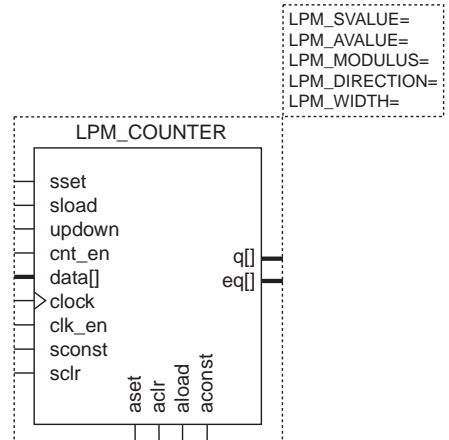 LPM_SVALUE=
LPM_AVALUE=
LPM_MODULUS=
LPM_DIRECTION=
LPM_WIDTH=
LPM_COUNTER
sset
sload
updown
cnt_en
data[]
clock
clk_en
sconst
sclr
q[]
eq[]
aset
aclr
aload
aconst